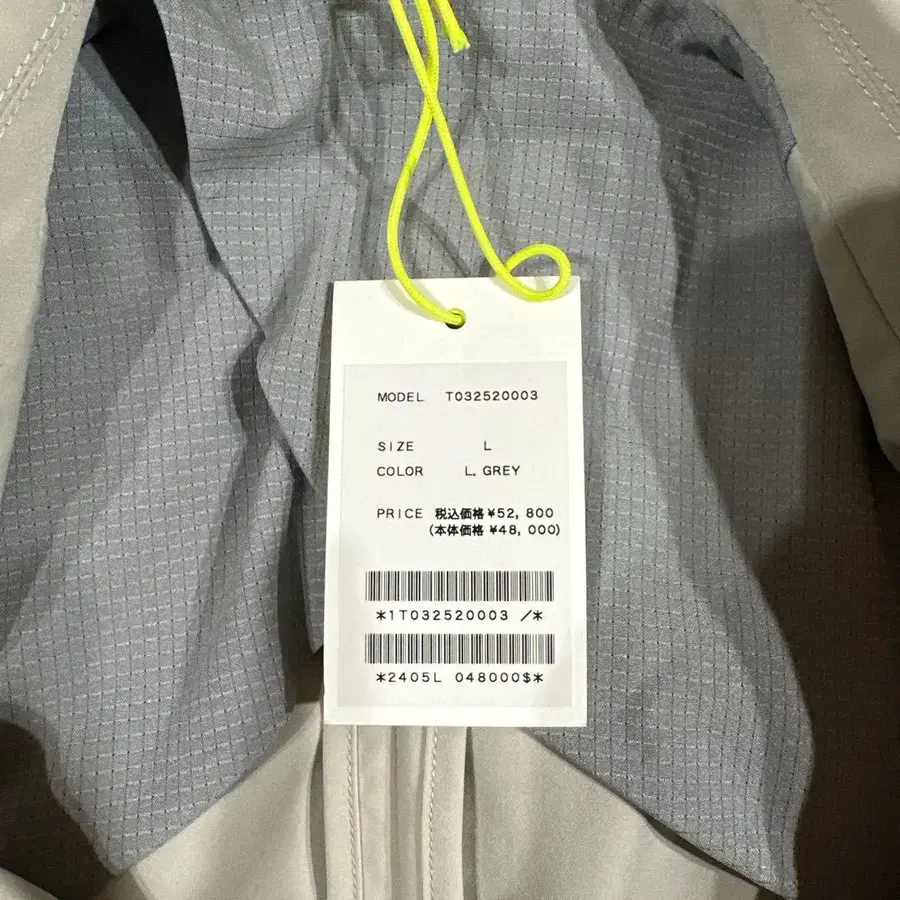 MODEL T032520003
SIZE L
COLOR L.GREY
PRICE 税込価格 ¥52,800
(本体価格 ¥48,000)
*1T032520003 /*
*2405L 048000$*